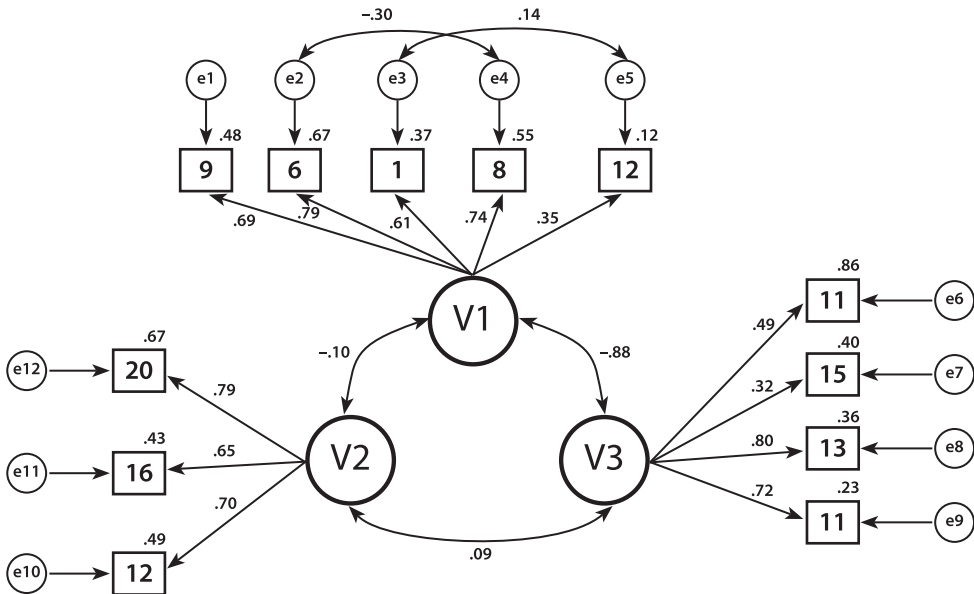 –.30 .14
e1 e2 e3 e4 e5
.48 .67 .37 .55 .12
9 6 1 8 12
.69 .79 .61 .74 .35
V1
.86
11 e6
.49
–.10 –.88
.67 .40
e12 20 15 e7
.79 .32
.43 .36
V2 V3 .80 13 e8
e11 16 .65
.70 .72
.49 .23
11 e9
.09
e10 12